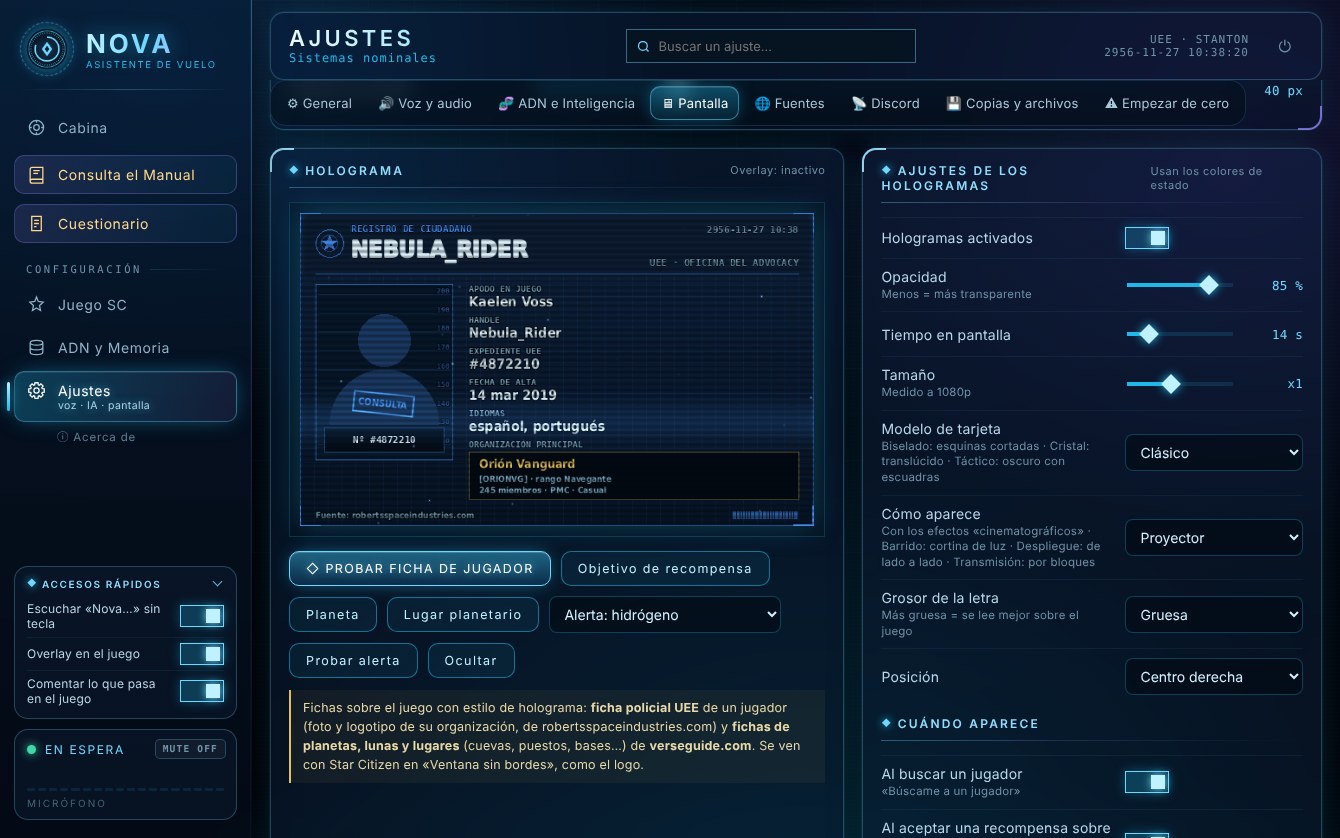 NOVA
ASISTENTE DE VUELO
Cabina
Consulta el Manual
Cuestionario
CONFIGURACIÓN
Juego SC
ADN y Memoria
Ajustes
voz · IA · pantalla
ⓘ Acerca de
ACCESOS RÁPIDOS
Escuchar «Nova...» sin
tecla
Overlay en el juego
Comentar lo que pasa
en el juego
EN ESPERA
MUTE OFF
MICRÓFONO
AJUSTES
Sistemas nominales
Buscar un ajuste...
UEE · STANTON
2956-11-27 10:38:20
General
Voz y audio
ADN e Inteligencia
Pantalla
Fuentes
Discord
Copias y archivos
Empezar de cero
40 px
HOLOGRAMA
Overlay: inactivo
REGISTRO DE CIUDADANO
NEBULA_RIDER
2956-11-27 10:38
UEE · OFICINA DEL ADVOCACY
200
190
180
170
160
150
140
CONSULTA
Nº #4872210
APODO EN JUEGO
Kaelen Voss
HANDLE
Nebula_Rider
EXPEDIENTE UEE
#4872210
FECHA DE ALTA
14 mar 2019
IDIOMAS
español, portugués
ORGANIZACIÓN PRINCIPAL
Orión Vanguard
[ORIONVG] · rango Navegante
245 miembros · PMC · Casual
Fuente: robertsspaceindustries.com
PROBAR FICHA DE JUGADOR
Objetivo de recompensa
Planeta
Lugar planetario
Alerta: hidrógeno
Probar alerta
Ocultar
Fichas sobre el juego con estilo de holograma: ficha policial UEE de un jugador
(foto y logotipo de su organización, de robertsspaceindustries.com) y fichas de
planetas, lunas y lugares (cuevas, puestos, bases...) de verseguide.com. Se ven
con Star Citizen en «Ventana sin bordes», como el logo.
AJUSTES DE LOS
HOLOGRAMAS
Usan los colores de
estado
Hologramas activados
Opacidad
Menos = más transparente
85 %
Tiempo en pantalla
14 s
Tamaño
Medido a 1080p
x1
Modelo de tarjeta
Biselado: esquinas cortadas · Cristal:
translúcido · Táctico: oscuro con
escuadras
Clásico
Cómo aparece
Con los efectos «cinematográficos» ·
Barrido: cortina de luz · Despliegue: de
lado a lado · Transmisión: por bloques
Proyector
Grosor de la letra
Más gruesa = se lee mejor sobre el
juego
Gruesa
Posición
Centro derecha
CUÁNDO APARECE
Al buscar un jugador
«Búscame a un jugador»
Al aceptar una recompensa sobre